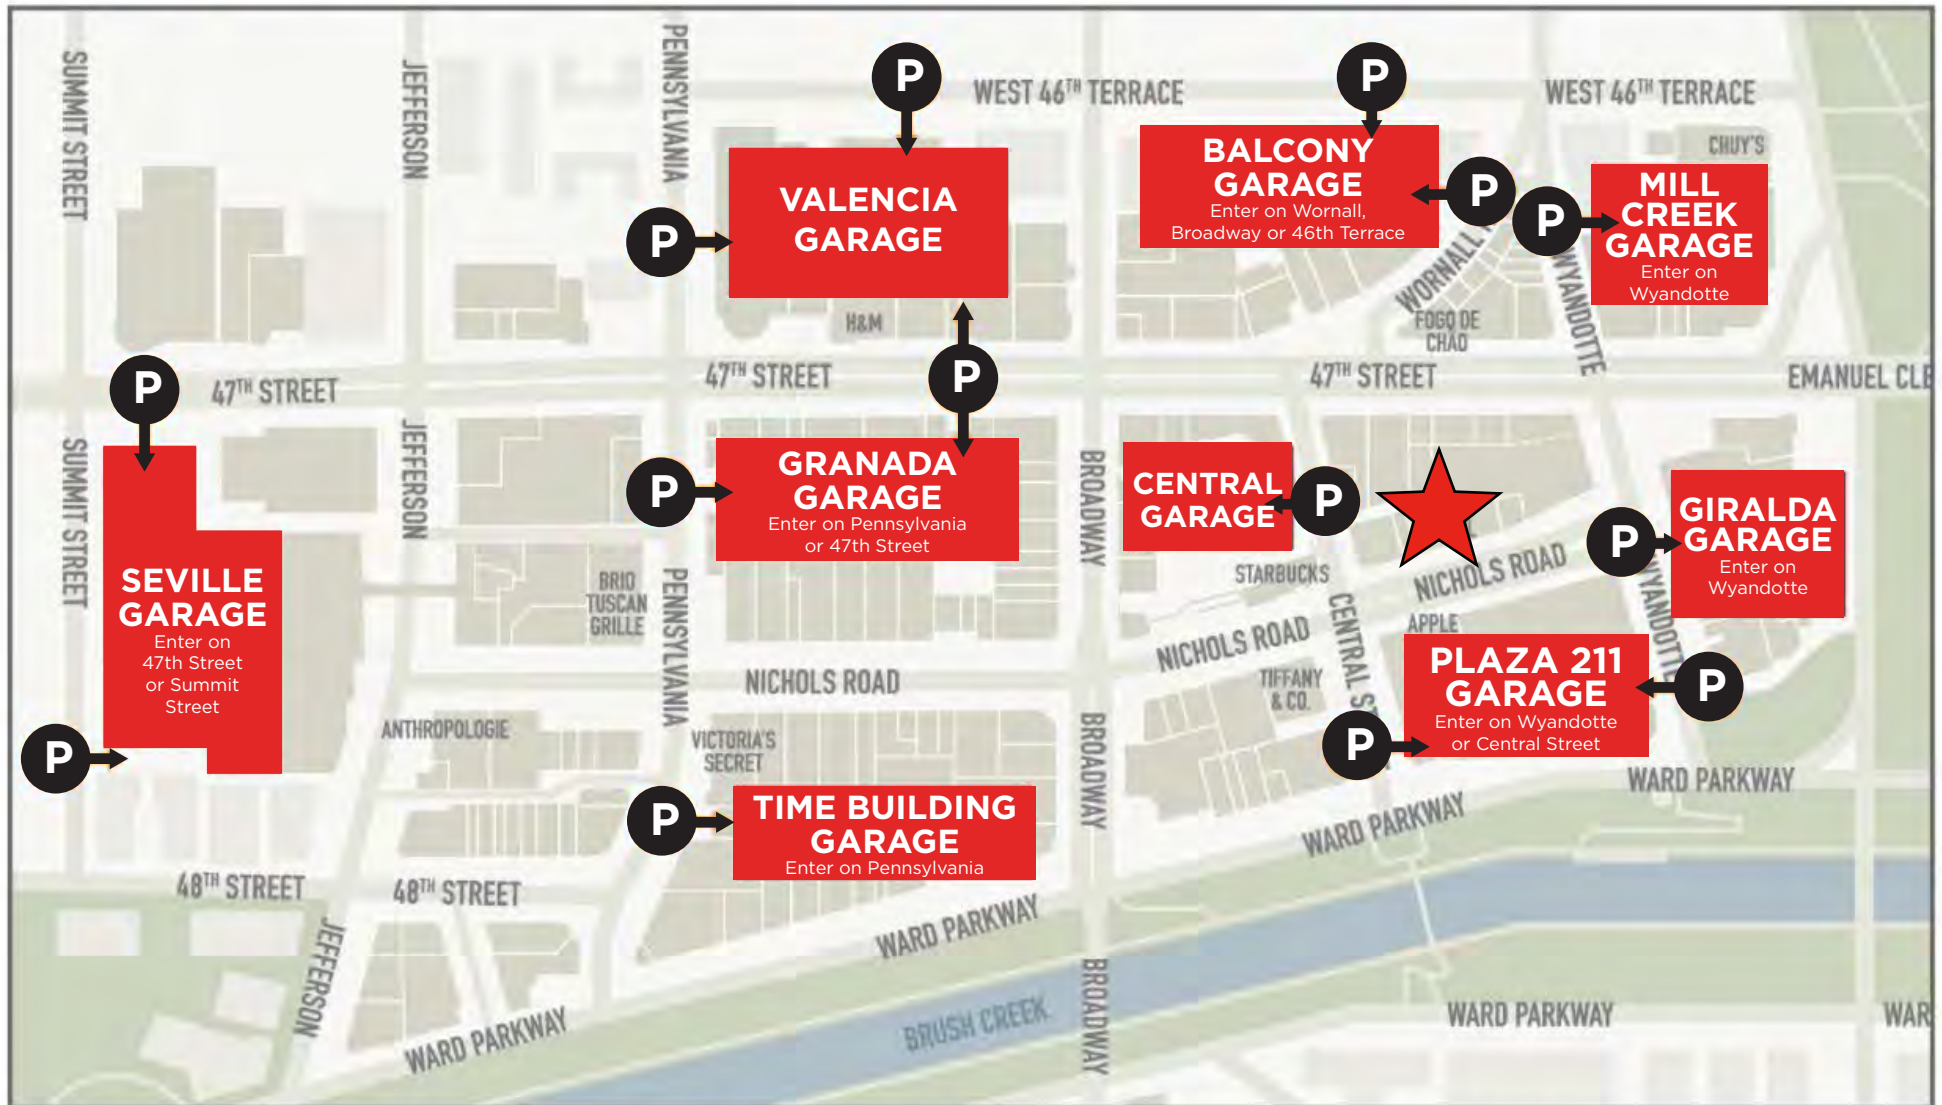 SUMMIT STREET
JEFFERSON
PENNSYLVANIA
P
WEST 46TH TERRACE
P
WEST 46TH TERRACE
CHUY'S
VALENCIA
GARAGE
P
BALCONY
GARAGE
Enter on Wornall,
Broadway or 46th Terrace
P
P
MILL
CREEK
GARAGE
Enter on
Wyandotte
WORNALL
WYANDOTTE
H&M
FOGO DE
CHAO
P
47TH STREET
47TH STREET
P
47TH STREET
EMANUEL CLE
SUMMIT STREET
JEFFERSON
BROADWAY
SEVILLE
GARAGE
Enter on
47th Street
or Summit
Street
P
P
GRANADA
GARAGE
Enter on Pennsylvania
or 47th Street
CENTRAL
GARAGE
P
GIRALDA
GARAGE
Enter on
Wyandotte
P
BRIO
TUSCAN
GRILLE
PENNSYLVANIA
STARBUCKS
NICHOLS ROAD
CENTRAL ST
APPLE
WYANDOTTE
NICHOLS ROAD
NICHOLS ROAD
TIFFANY
& CO.
PLAZA 211
GARAGE
Enter on Wyandotte
or Central Street
P
P
ANTHROPOLOGIE
VICTORIA'S
SECRET
BROADWAY
P
TIME BUILDING
GARAGE
Enter on Pennsylvania
WARD PARKWAY
WARD PARKWAY
48TH STREET
48TH STREET
WARD PARKWAY
JEFFERSON
WARD PARKWAY
BRUSH CREEK
BROADWAY
WARD PARKWAY
WAR